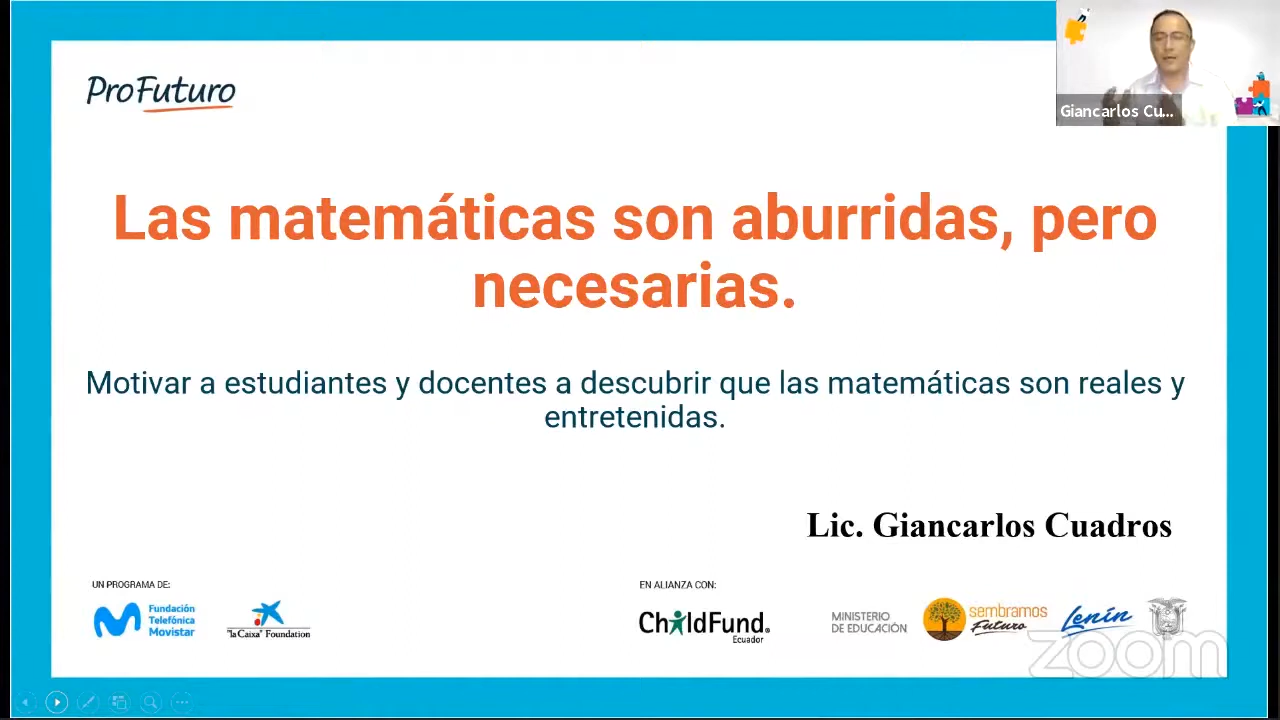 ProFuturo
Giancarlos Cu...
Las matemáticas son aburridas, pero
necesarias.
Motivar a estudiantes y docentes a descubrir que las matemáticas son reales y
entretenidas.
Lic. Giancarlos Cuadros
UN PROGRAMA DE:
EN ALIANZA CON:
Fundación
Telefónica
Movistar
"la Caixa" Foundation
ChildFund.
Ecuador
MINISTERIO
DE EDUCACIÓN
sembramos
Futuro
Lenín
zoom